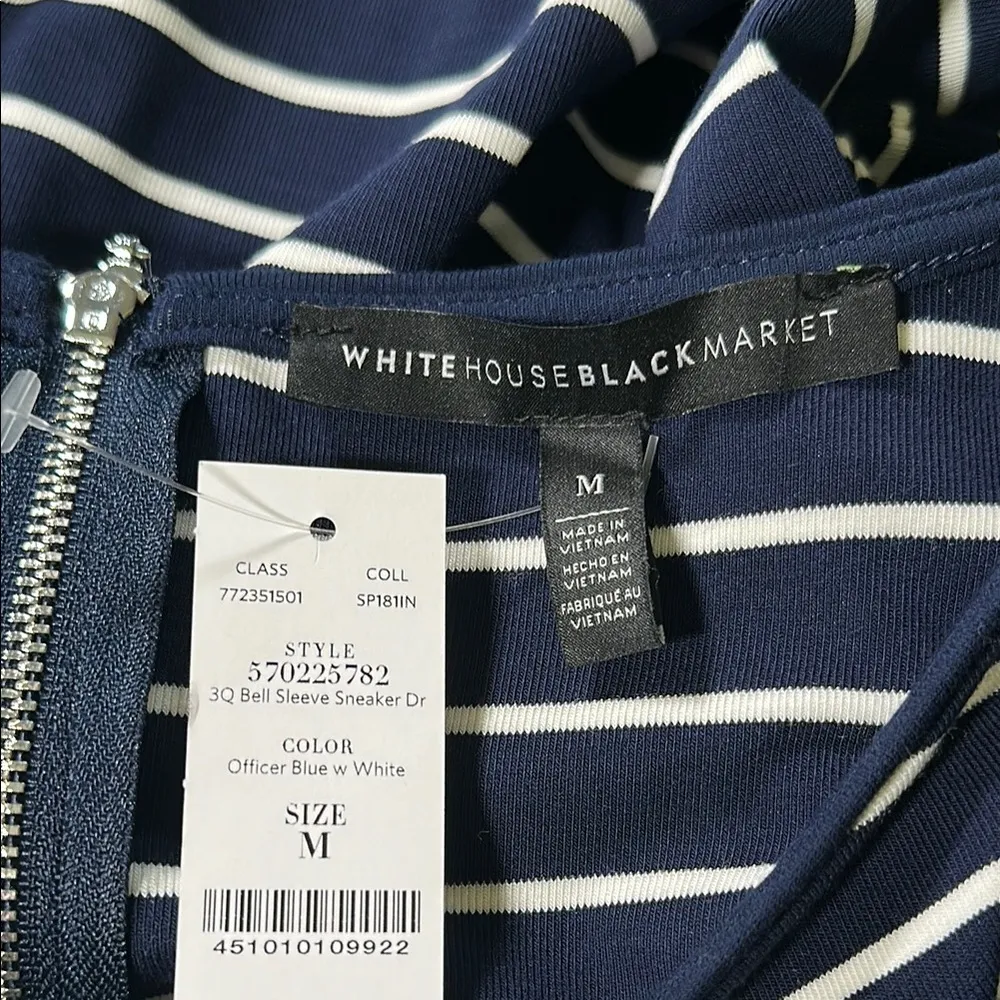 WHITEHOUSEBLACKMARKET
M
MADE IN
VIETNAM
HECHO EN
VIETNAM
FABRIQUÉ AU
VIETNAM
CLASS COLL
772351501 SP181IN
STYLE
570225782
3Q Bell Sleeve Sneaker Dr
COLOR
Officer Blue w White
SIZE
M
451010109922